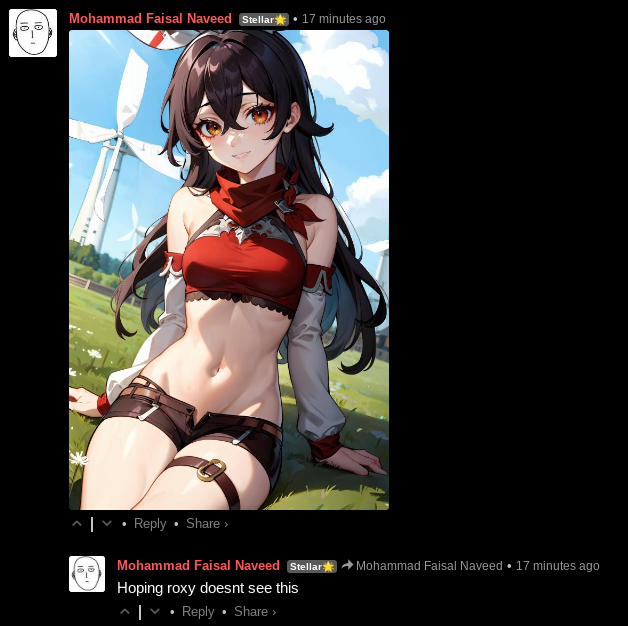 Mohammad Faisal Naveed Stellar🌟 • 17 minutes ago
• Reply • Share ›
Mohammad Faisal Naveed Stellar🌟 Mohammad Faisal Naveed • 17 minutes ago
Hoping roxy doesnt see this
• Reply • Share ›